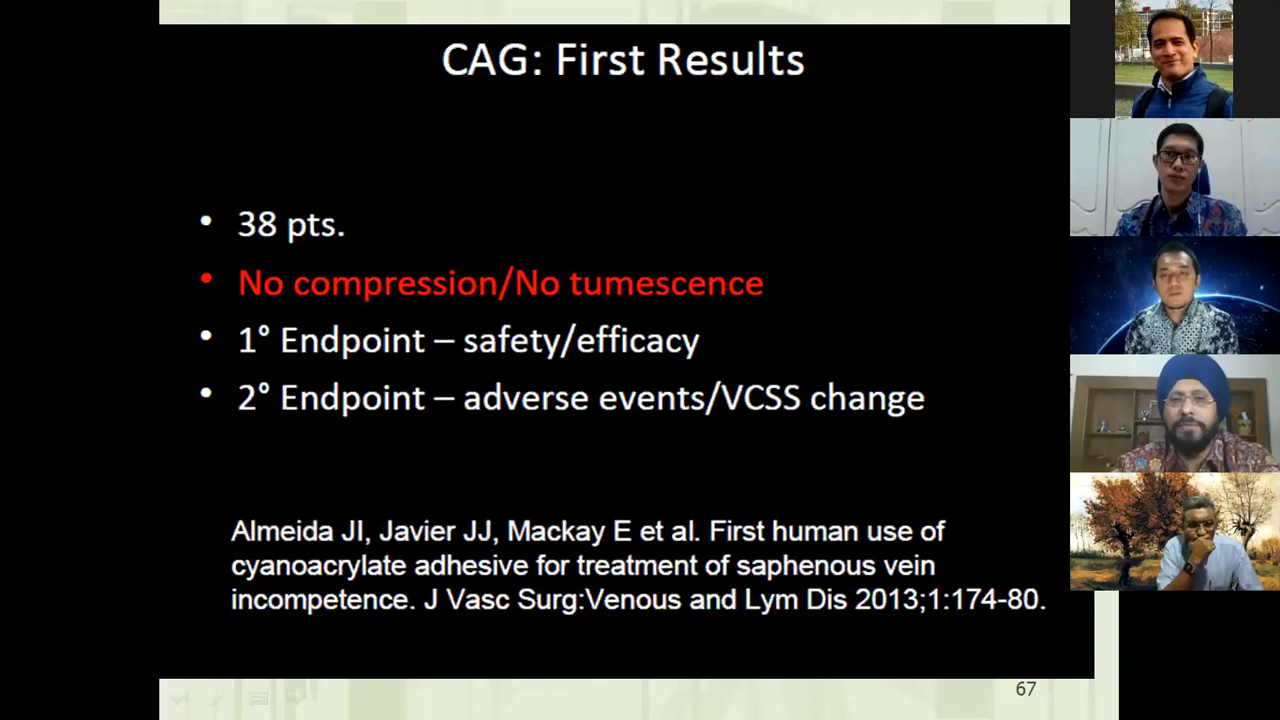 CAG: First Results
• 38 pts.
• No compression/No tumescence
• 1° Endpoint – safety/efficacy
• 2° Endpoint – adverse events/VCSS change
Almeida JI, Javier JJ, Mackay E et al. First human use of
cyanoacrylate adhesive for treatment of saphenous vein
incompetence. J Vasc Surg:Venous and Lym Dis 2013;1:174-80.
67